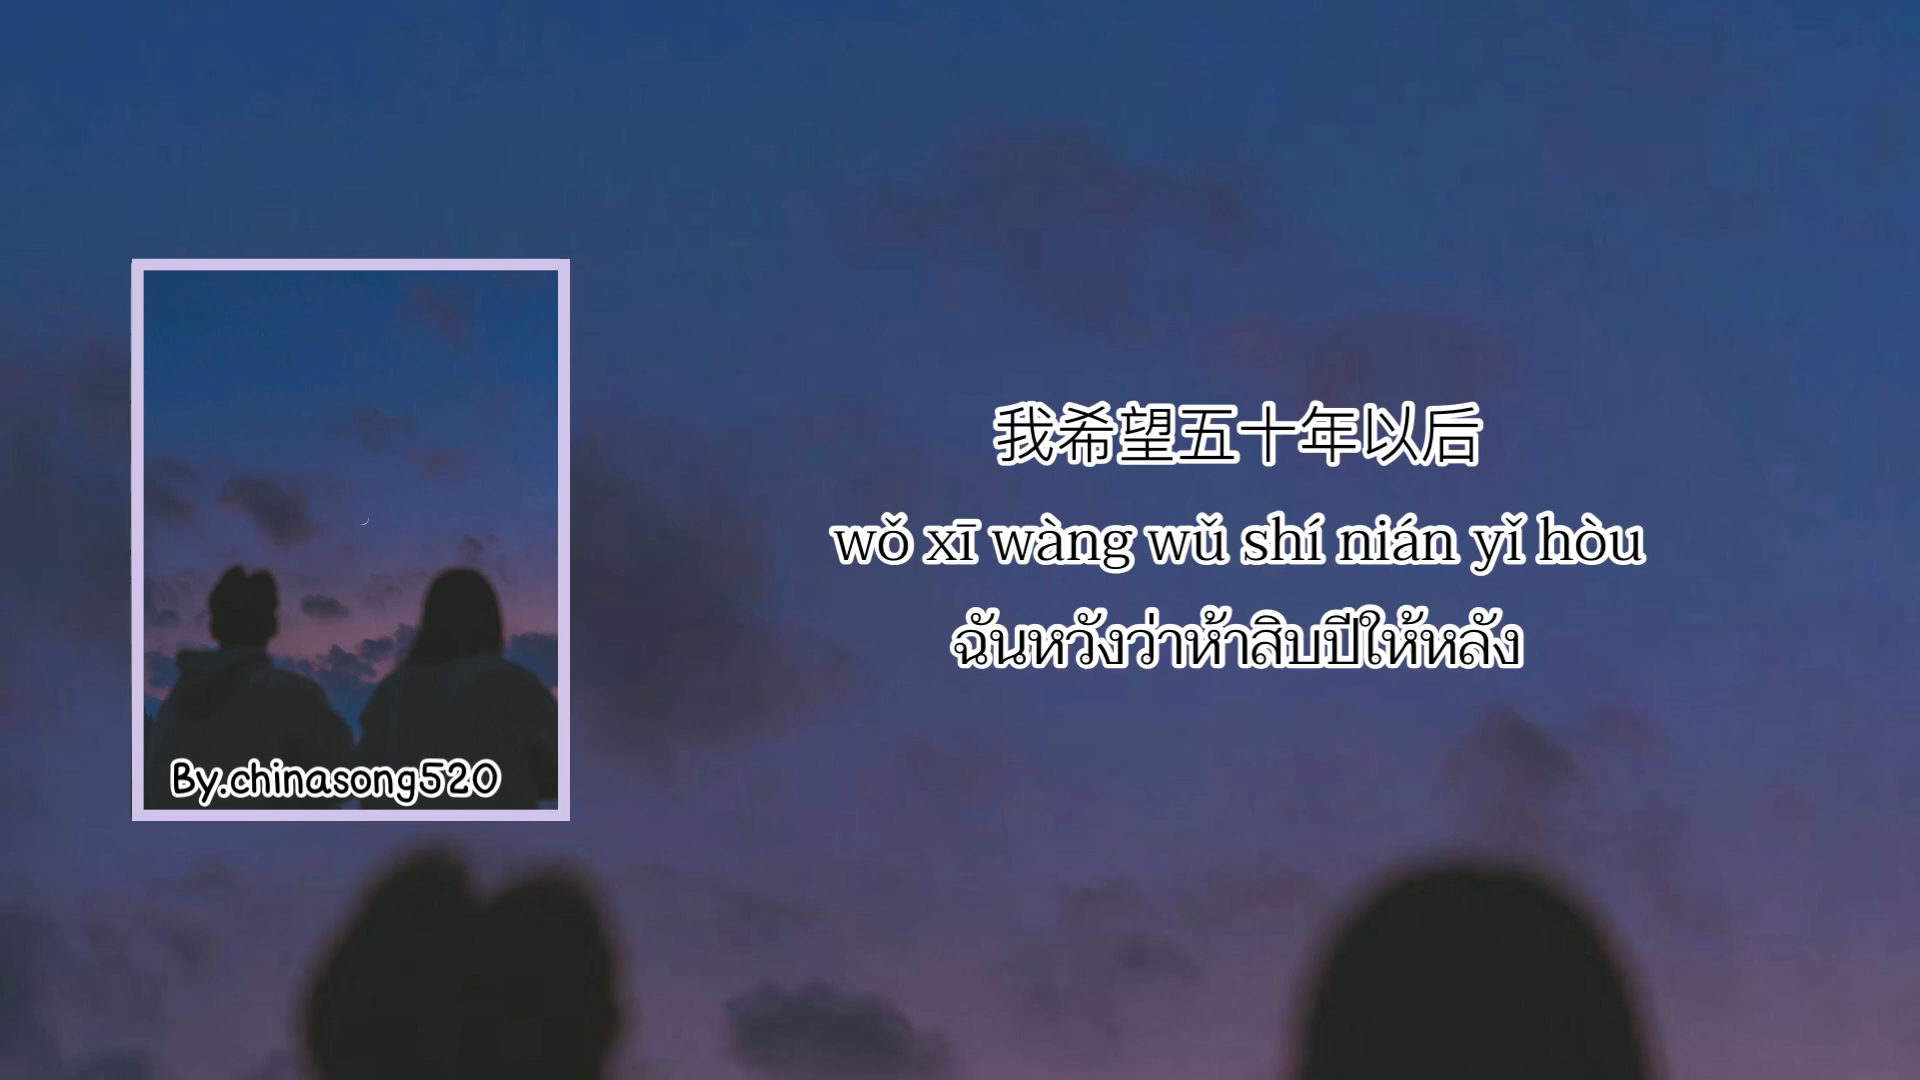 我希望五十年以后
wǒ xī wàng wǔ shí nián yǐ hòu
ฉันหวังว่าห้าสิบปีให้หลัง
By.chinasong520